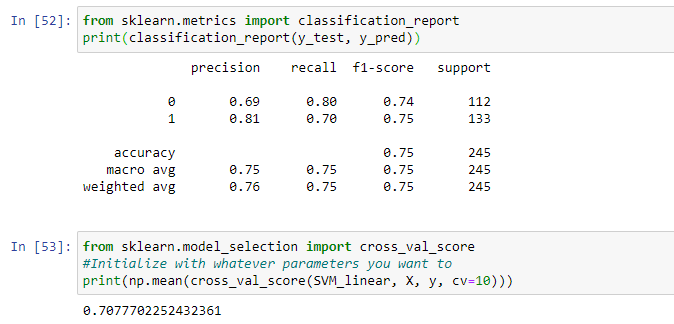 In [52]: from sklearn.metrics import classification_report
print(classification_report(y_test, y_pred))
precision recall f1-score support
0 0.69 0.80 0.74 112
1 0.81 0.70 0.75 133
accuracy 0.75 245
macro avg 0.75 0.75 0.75 245
weighted avg 0.76 0.75 0.75 245
In [53]: from sklearn.model_selection import cross_val_score
#Initialize with whatever parameters you want to
print(np.mean(cross_val_score(SVM_linear, X, y, cv=10)))
0.7077702252432361